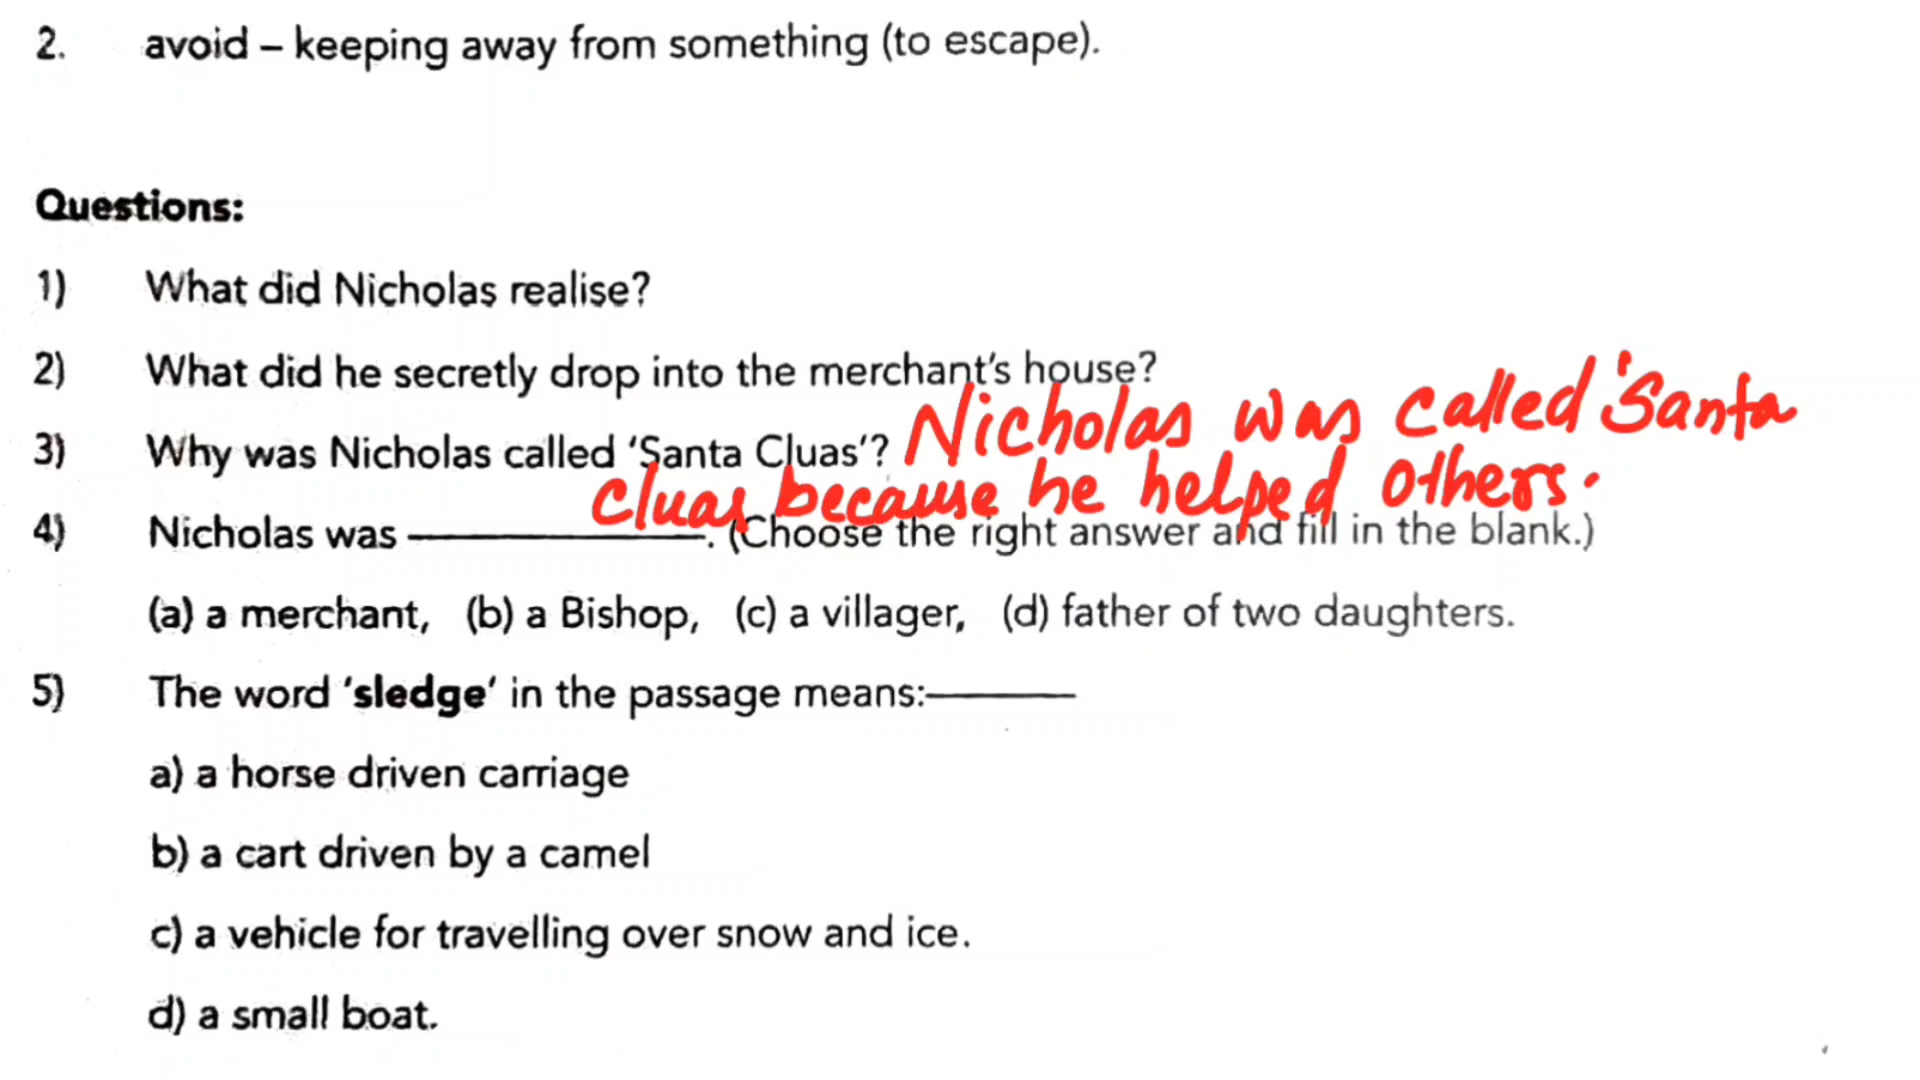 2. avoid – keeping away from something (to escape).
Questions:
1) What did Nicholas realise?
2) What did he secretly drop into the merchant's house?
3) Why was Nicholas called 'Santa Cluas'? Nicholas was called 'Santa
cluas because he helped others.
4) Nicholas was ————. (Choose the right answer and fill in the blank.)
(a) a merchant, (b) a Bishop, (c) a villager, (d) father of two daughters.
5) The word 'sledge' in the passage means:————
a) a horse driven carriage
b) a cart driven by a camel
c) a vehicle for travelling over snow and ice.
d) a small boat.